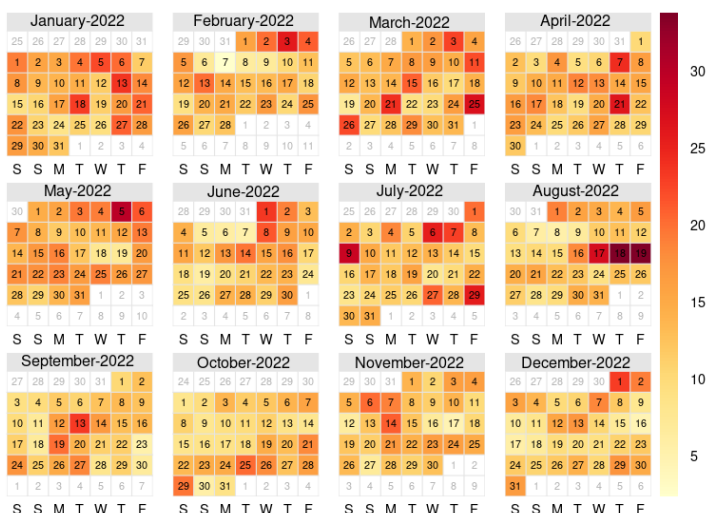 January-2022
25 26 27 28 29 30 31
1 2 3 4 5 6 7
8 9 10 11 12 13 14
15 16 17 18 19 20 21
22 23 24 25 26 27 28
29 30 31 1 2 3 4
S S M T W T F
February-2022
29 30 31 1 2 3 4
5 6 7 8 9 10 11
12 13 14 15 16 17 18
19 20 21 22 23 24 25
26 27 28 1 2 3 4
5 6 7 8 9 10 11
S S M T W T F
March-2022
26 27 28 1 2 3 4
5 6 7 8 9 10 11
12 13 14 15 16 17 18
19 20 21 22 23 24 25
26 27 28 29 30 31 1
2 3 4 5 6 7 8
S S M T W T F
April-2022
26 27 28 29 30 31 1
2 3 4 5 6 7 8
9 10 11 12 13 14 15
16 17 18 19 20 21 22
23 24 25 26 27 28 29
30 1 2 3 4 5 6
S S M T W T F
May-2022
30 1 2 3 4 5 6
7 8 9 10 11 12 13
14 15 16 17 18 19 20
21 22 23 24 25 26 27
28 29 30 31 1 2 3
4 5 6 7 8 9 10
S S M T W T F
June-2022
28 29 30 31 1 2 3
4 5 6 7 8 9 10
11 12 13 14 15 16 17
18 19 20 21 22 23 24
25 26 27 28 29 30 1
2 3 4 5 6 7 8
S S M T W T F
July-2022
25 26 27 28 29 30 1
2 3 4 5 6 7 8
9 10 11 12 13 14 15
16 17 18 19 20 21 22
23 24 25 26 27 28 29
30 31 1 2 3 4 5
S S M T W T F
August-2022
30 31 1 2 3 4 5
6 7 8 9 10 11 12
13 14 15 16 17 18 19
20 21 22 23 24 25 26
27 28 29 30 31 1 2
3 4 5 6 7 8 9
S S M T W T F
September-2022
27 28 29 30 31 1 2
3 4 5 6 7 8 9
10 11 12 13 14 15 16
17 18 19 20 21 22 23
24 25 26 27 28 29 30
1 2 3 4 5 6 7
S S M T W T F
October-2022
24 25 26 27 28 29 30
1 2 3 4 5 6 7
8 9 10 11 12 13 14
15 16 17 18 19 20 21
22 23 24 25 26 27 28
29 30 31 1 2 3 4
S S M T W T F
November-2022
29 30 31 1 2 3 4
5 6 7 8 9 10 11
12 13 14 15 16 17 18
19 20 21 22 23 24 25
26 27 28 29 30 1 2
3 4 5 6 7 8 9
S S M T W T F
December-2022
26 27 28 29 30 1 2
3 4 5 6 7 8 9
10 11 12 13 14 15 16
17 18 19 20 21 22 23
24 25 26 27 28 29 30
31 1 2 3 4 5 6
S S M T W T F
30
25
20
15
10
5